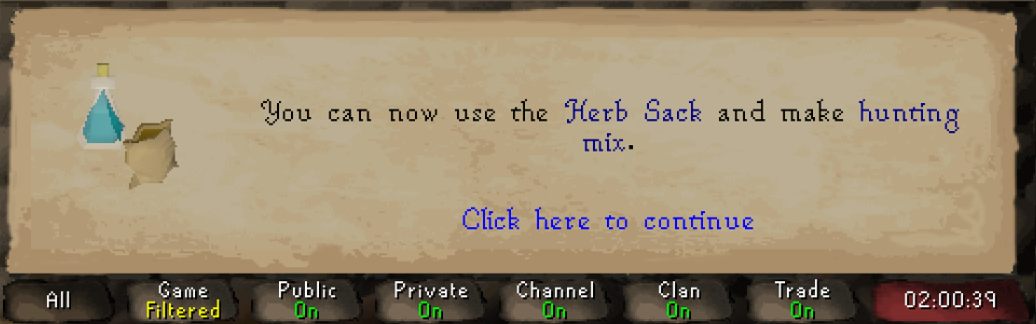 You can now use the Herb Sack and make hunting
mix.
Click here to continue
All
Game
Filtered
Public
On
Private
On
Channel
On
Clan
On
Trade
On
02:00:39